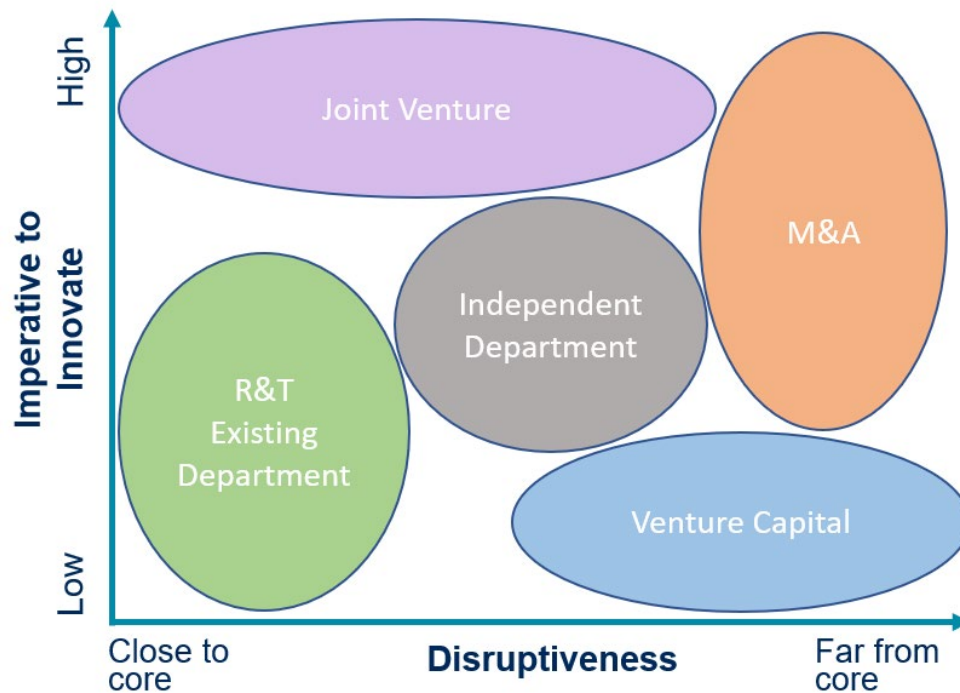 High
Joint Venture
M&A
Imperative to
Innovate
Independent
Department
R&T
Existing
Department
Venture Capital
Low
Close to
core
Disruptiveness
Far from
core